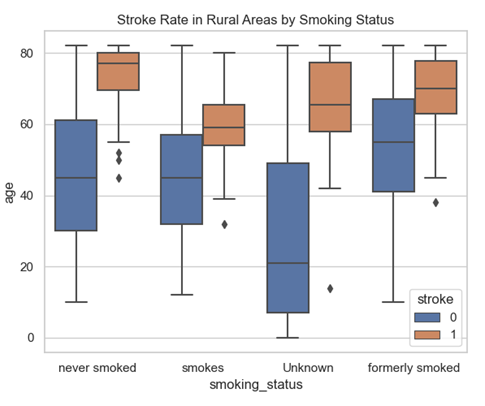 Stroke Rate in Rural Areas by Smoking Status
80
60
40
20
0
age
never smoked
smokes
Unknown
formerly smoked
smoking_status
stroke
0
1